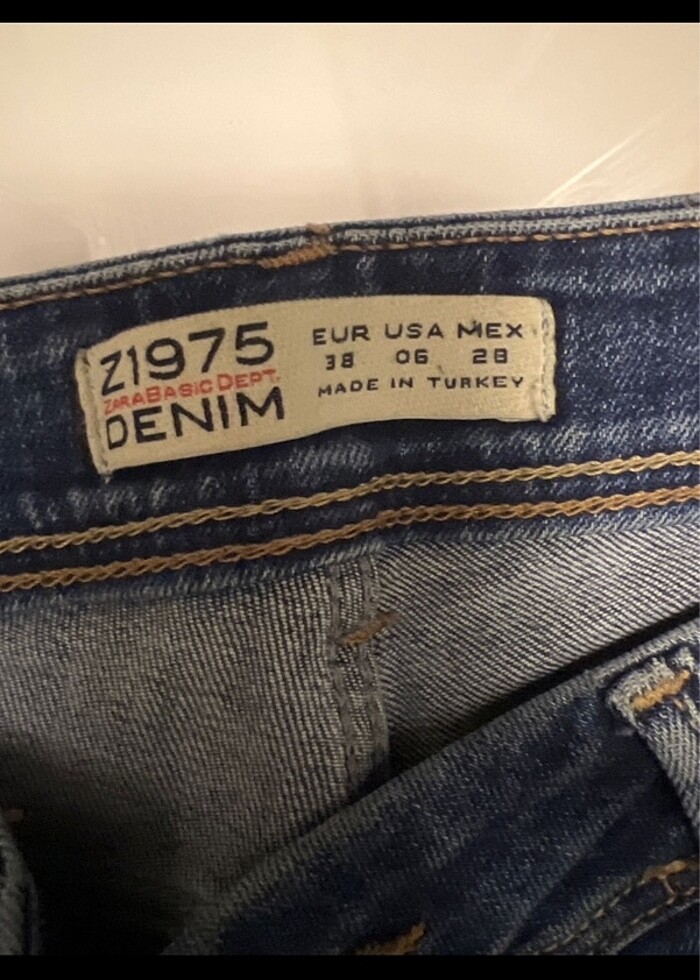 Z1975
ZARABASIC DEPT.
DENIM
EUR USA MEX
38 06 28
MADE IN TURKEY